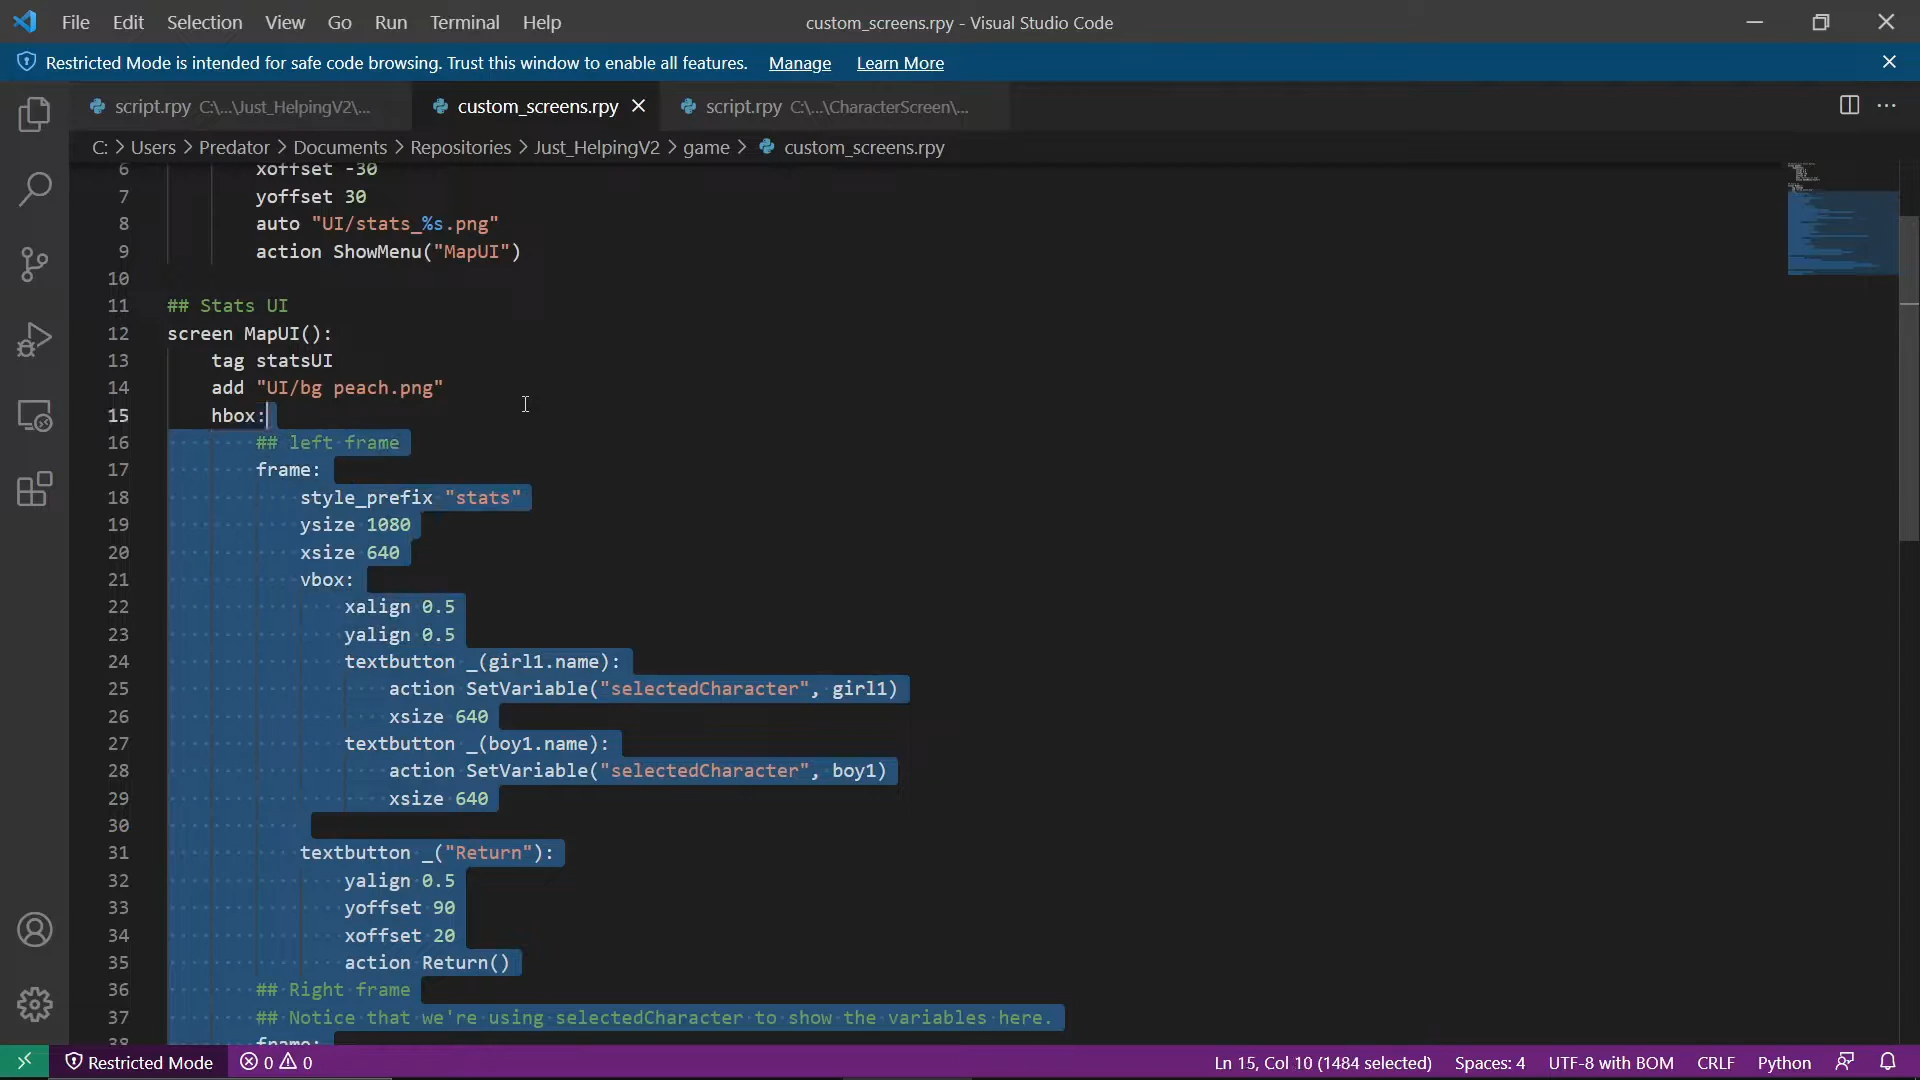 File Edit Selection View Go Run Terminal Help custom_screens.rpy - Visual Studio Code
Restricted Mode is intended for safe code browsing. Trust this window to enable all features. Manage Learn More
script.rpy C:\...\Just_HelpingV2\... custom_screens.rpy script.rpy C:\...\CharacterScreen\...
C: > Users > Predator > Documents > Repositories > Just_HelpingV2 > game > custom_screens.rpy
6 xoffset -30
7 yoffset 30
8 auto "UI/stats_%s.png"
9 action ShowMenu("MapUI")
10
11 ## Stats UI
12 screen MapUI():
13 tag statsUI
14 add "UI/bg peach.png"
15 hbox:
16 ## left frame
17 frame:
18 style_prefix "stats"
19 ysize 1080
20 xsize 640
21 vbox:
22 xalign 0.5
23 yalign 0.5
24 textbutton _(girl1.name):
25 action SetVariable("selectedCharacter", girl1)
26 xsize 640
27 textbutton _(boy1.name):
28 action SetVariable("selectedCharacter", boy1)
29 xsize 640
30
31 textbutton _("Return"):
32 yalign 0.5
33 yoffset 90
34 xoffset 20
35 action Return()
36 ## Right frame
37 ## Notice that we're using selectedCharacter to show the variables here.
38 frame:
Restricted Mode 0 0 Ln 15, Col 10 (1484 selected) Spaces: 4 UTF-8 with BOM CRLF Python